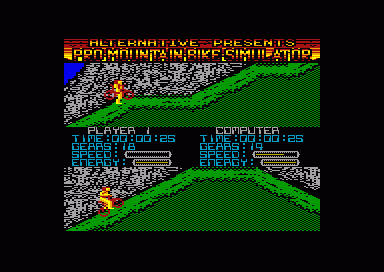 ALTERNATIVE PRESENTS
PRO MOUNTAIN BIKE SIMULATOR
PLAYER 1 COMPUTER
TIME:00:00:25 TIME:00:00:25
GEARS:18 GEARS:19
SPEED: SPEED:
ENERGY: ENERGY: